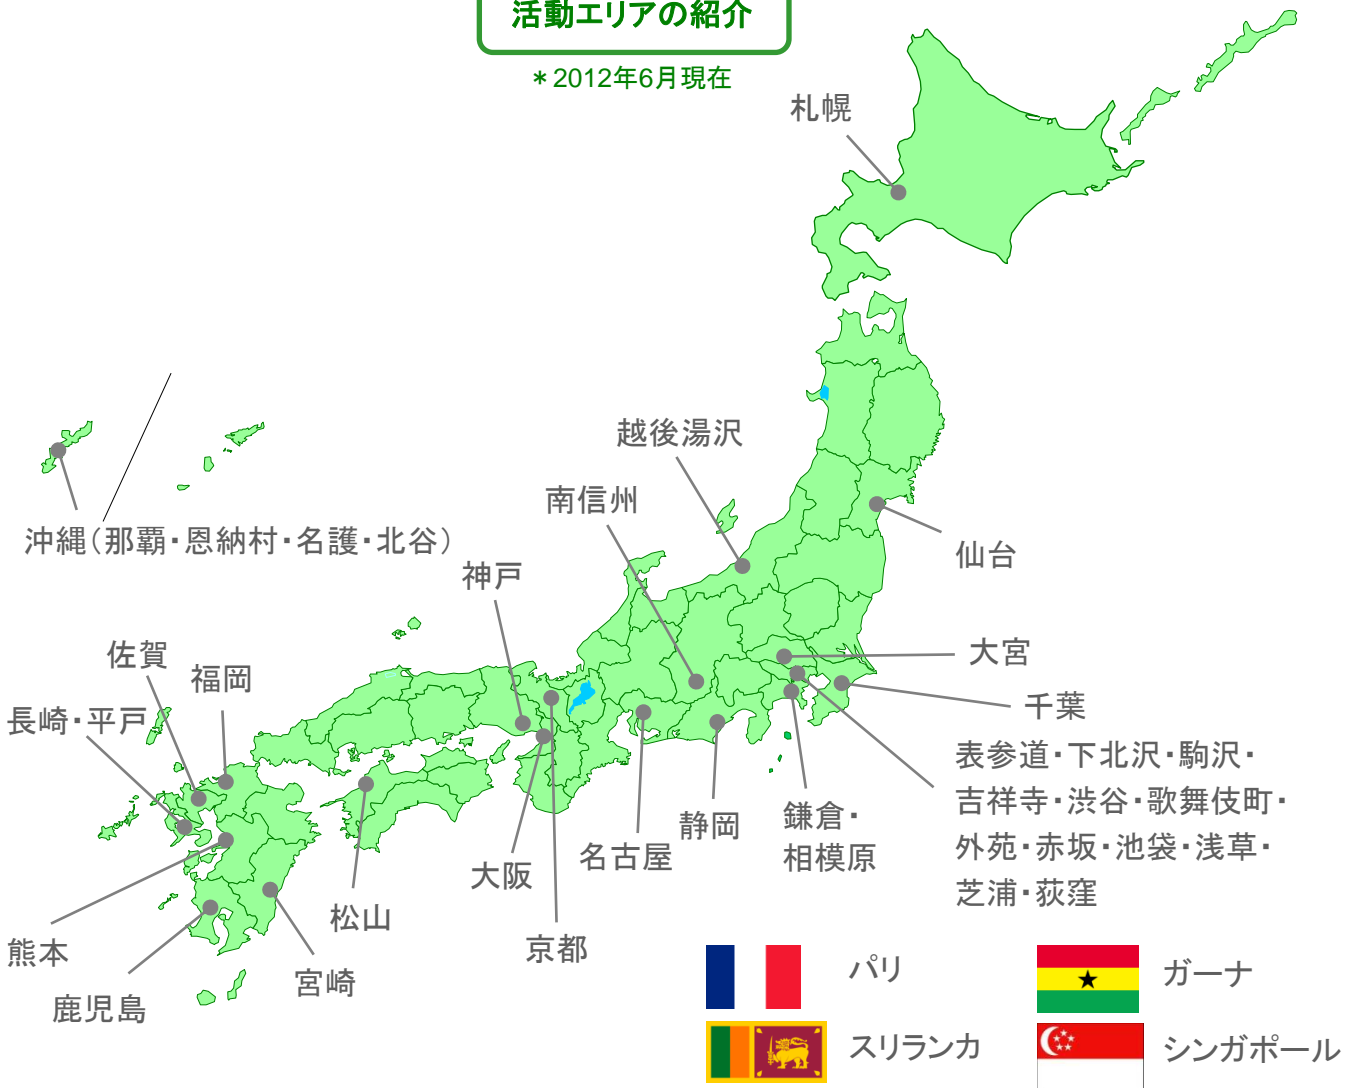 活動エリアの紹介
*2012年6月現在
札幌
越後湯沢
南信州
仙台
沖縄(那覇・恩納村・名護・北谷)
神戸
大宮
佐賀
福岡
千葉
長崎・平戸
表参道・下北沢・駒沢・
吉祥寺・渋谷・歌舞伎町・
外苑・赤坂・池袋・浅草・
芝浦・荻窪
鎌倉・
相模原
静岡
名古屋
大阪
松山
京都
熊本
宮崎
鹿児島
パリ
ガーナ
スリランカ
シンガポール